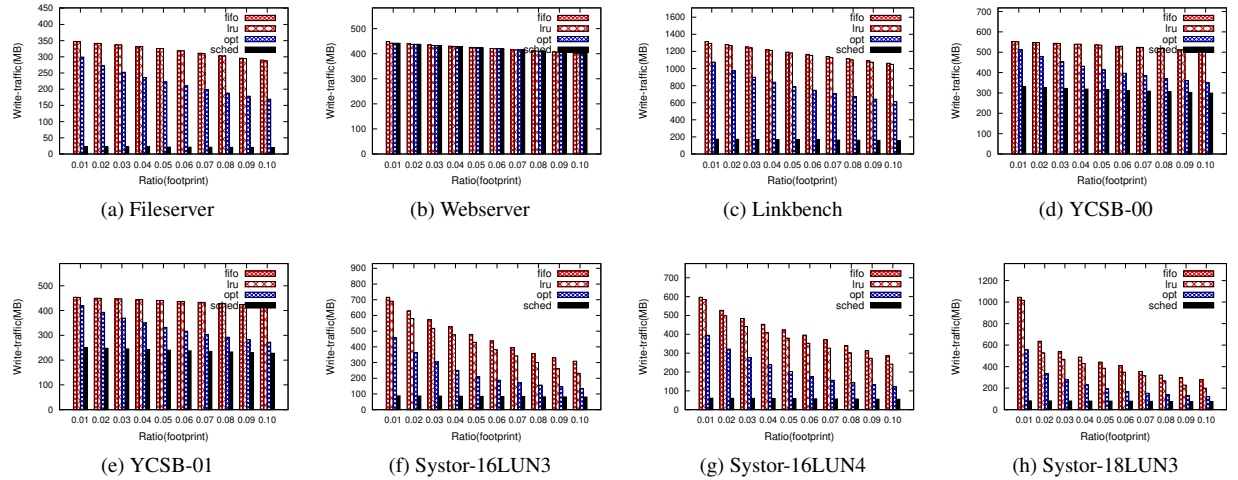 Write-traffic(MB)
350
400
450
300
250
200
150
100
50
0
fifo
lru
opt
sched
0.01 0.02 0.03 0.04 0.05 0.06 0.07 0.08 0.09 0.10
Ratio(footprint)
(a) Fileserver
Write-traffic(MB)
500
400
300
200
100
0
fifo
lru
opt
sched
0.01 0.02 0.03 0.04 0.05 0.06 0.07 0.08 0.09 0.10
Ratio(footprint)
(b) Webserver
Write-traffic(MB)
1600
1400
1200
1000
800
600
400
200
0
fifo
lru
opt
sched
0.01 0.02 0.03 0.04 0.05 0.06 0.07 0.08 0.09 0.10
Ratio(footprint)
(c) Linkbench
Write-traffic(MB)
700
600
500
400
300
200
100
0
fifo
lru
opt
sched
0.01 0.02 0.03 0.04 0.05 0.06 0.07 0.08 0.09 0.10
Ratio(footprint)
(d) YCSB-00
Write-traffic(MB)
500
400
300
200
100
0
fifo
lru
opt
sched
0.01 0.02 0.03 0.04 0.05 0.06 0.07 0.08 0.09 0.10
Ratio(footprint)
(e) YCSB-01
Write-traffic(MB)
900
800
700
600
500
400
300
200
100
0
fifo
lru
opt
sched
0.01 0.02 0.03 0.04 0.05 0.06 0.07 0.08 0.09 0.10
Ratio(footprint)
(f) Systor-16LUN3
Write-traffic(MB)
700
600
500
400
300
200
100
0
fifo
lru
opt
sched
0.01 0.02 0.03 0.04 0.05 0.06 0.07 0.08 0.09 0.10
Ratio(footprint)
(g) Systor-16LUN4
Write-traffic(MB)
1200
1000
800
600
400
200
0
fifo
lru
opt
sched
0.01 0.02 0.03 0.04 0.05 0.06 0.07 0.08 0.09 0.10
Ratio(footprint)
(h) Systor-18LUN3